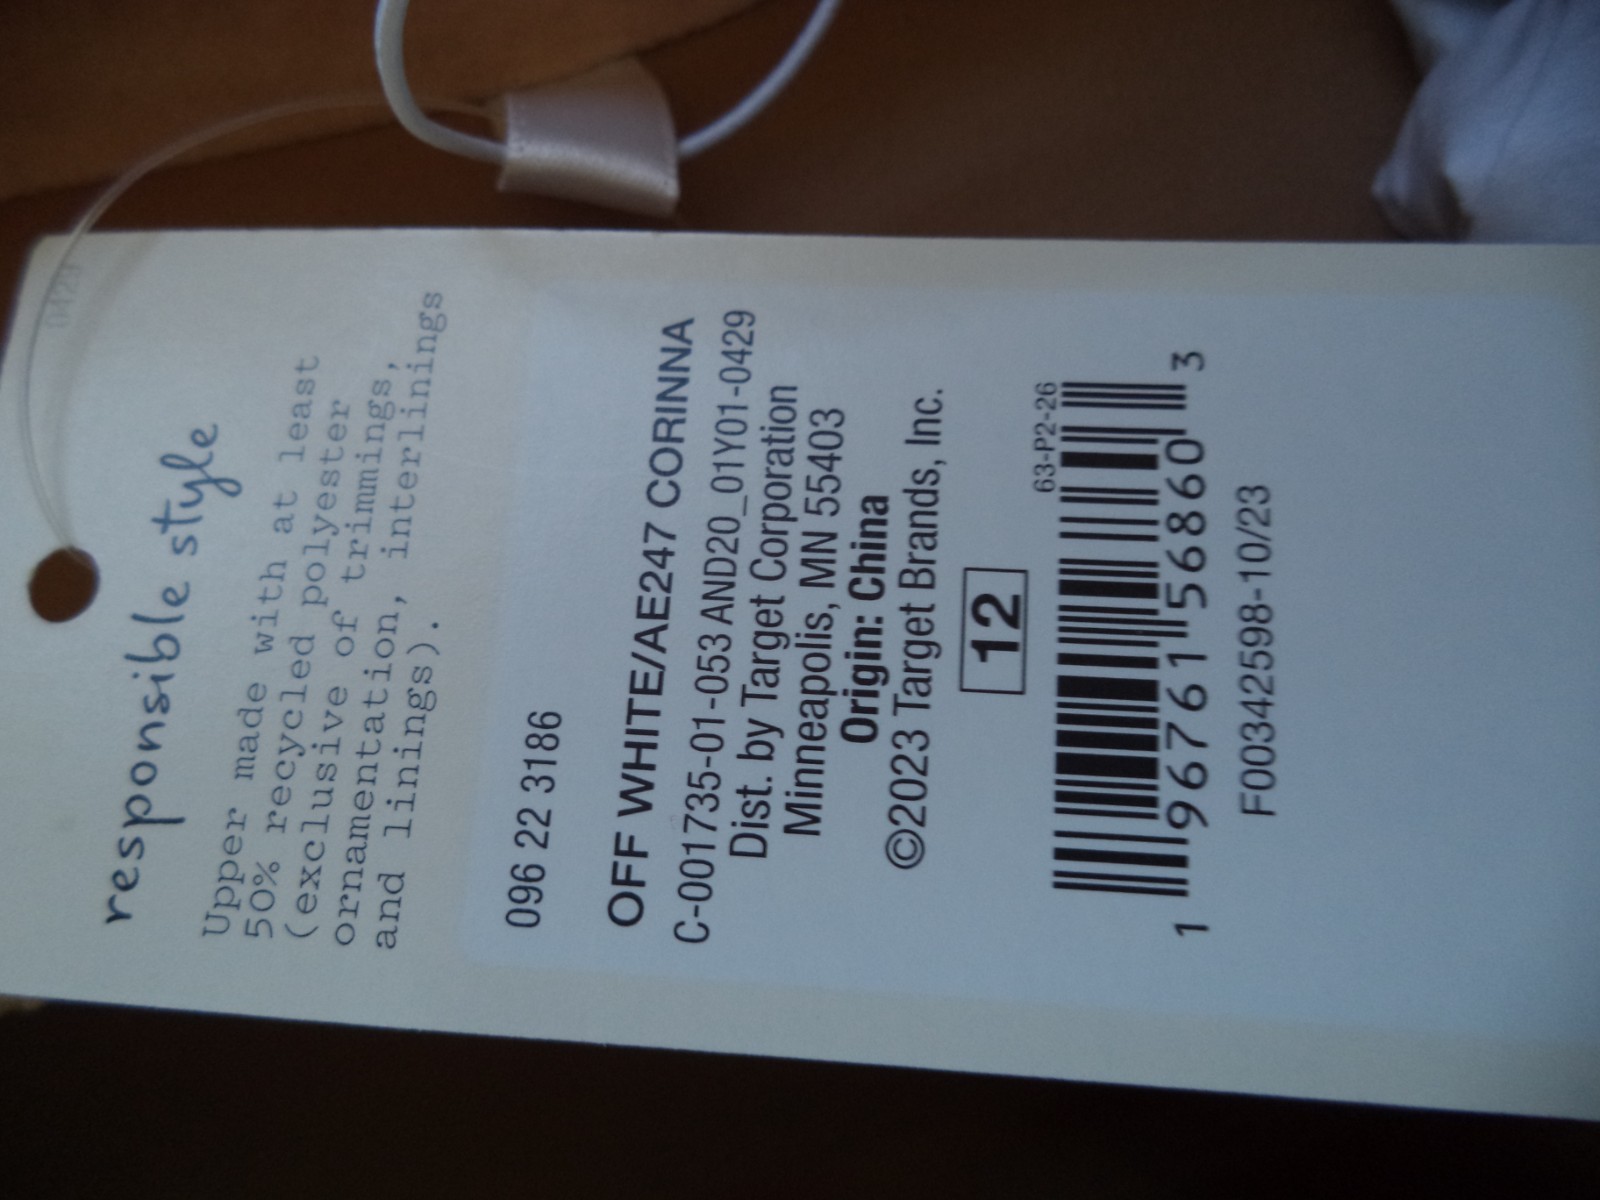 responsible style
Upper made with at least
50% recycled polyester
(exclusive of trimmings,
ornamentation, interlinings
and linings).
096 22 3186
OFF WHITE/AE247 CORINNA
C-001735-01-053 AND20_01Y01-0429
Dist. by Target Corporation
Minneapolis, MN 55403
Origin: China
©2023 Target Brands, Inc.
12
63-P2-26
1 96761 56860 3
F00342598-10/23
0429